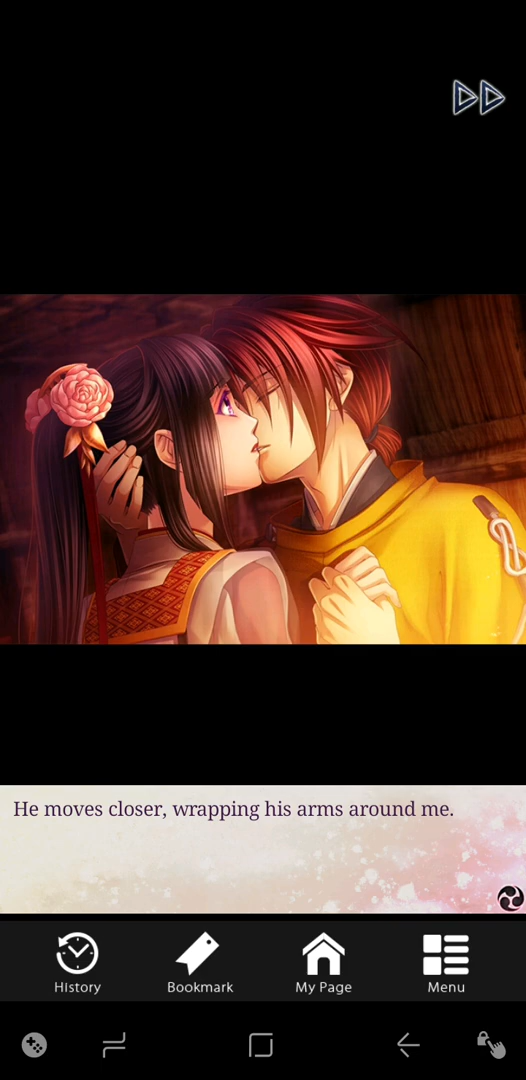 He moves closer, wrapping his arms around me.
History
Bookmark
My Page
Menu